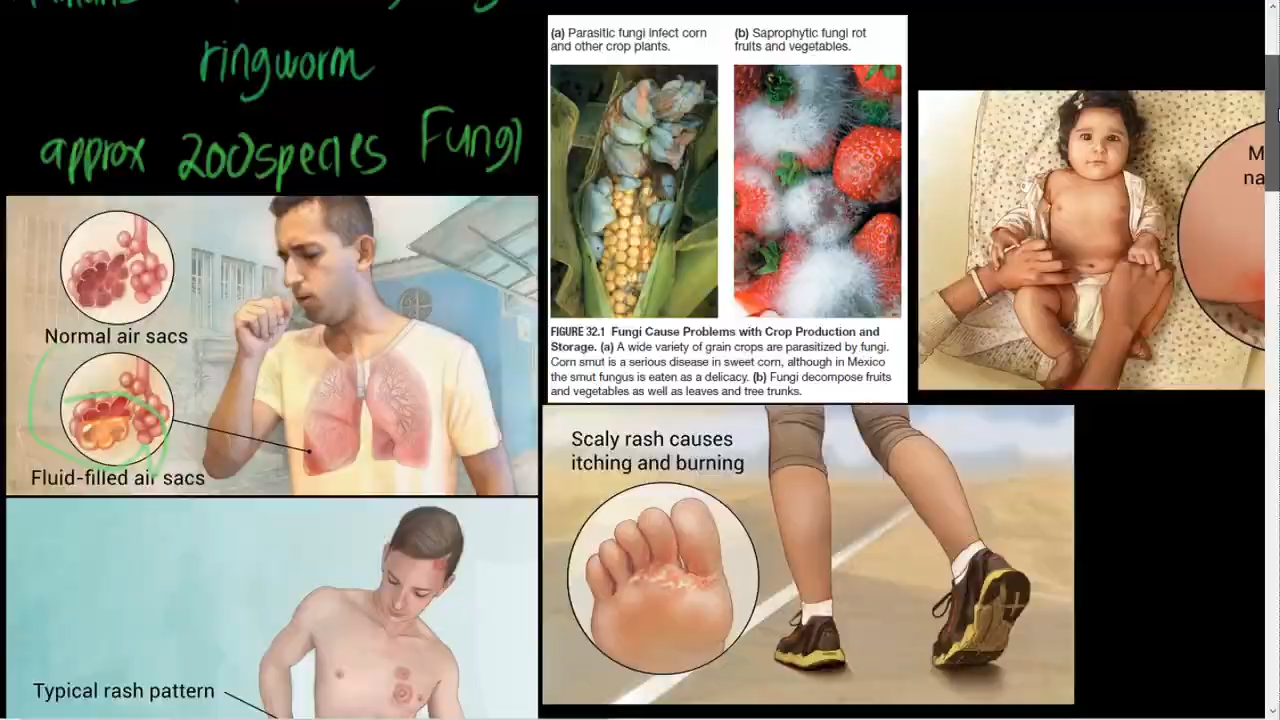 ringworm
approx 200species Fungi
(a) Parasitic fungi infect corn
and other crop plants.
(b) Saprophytic fungi rot
fruits and vegetables.
FIGURE 32.1 Fungi Cause Problems with Crop Production and
Storage. (a) A wide variety of grain crops are parasitized by fungi.
Corn smut is a serious disease in sweet corn, although in Mexico
the smut fungus is eaten as a delicacy. (b) Fungi decompose fruits
and vegetables as well as leaves and tree trunks.
Normal air sacs
Fluid-filled air sacs
Scaly rash causes
itching and burning
Typical rash pattern